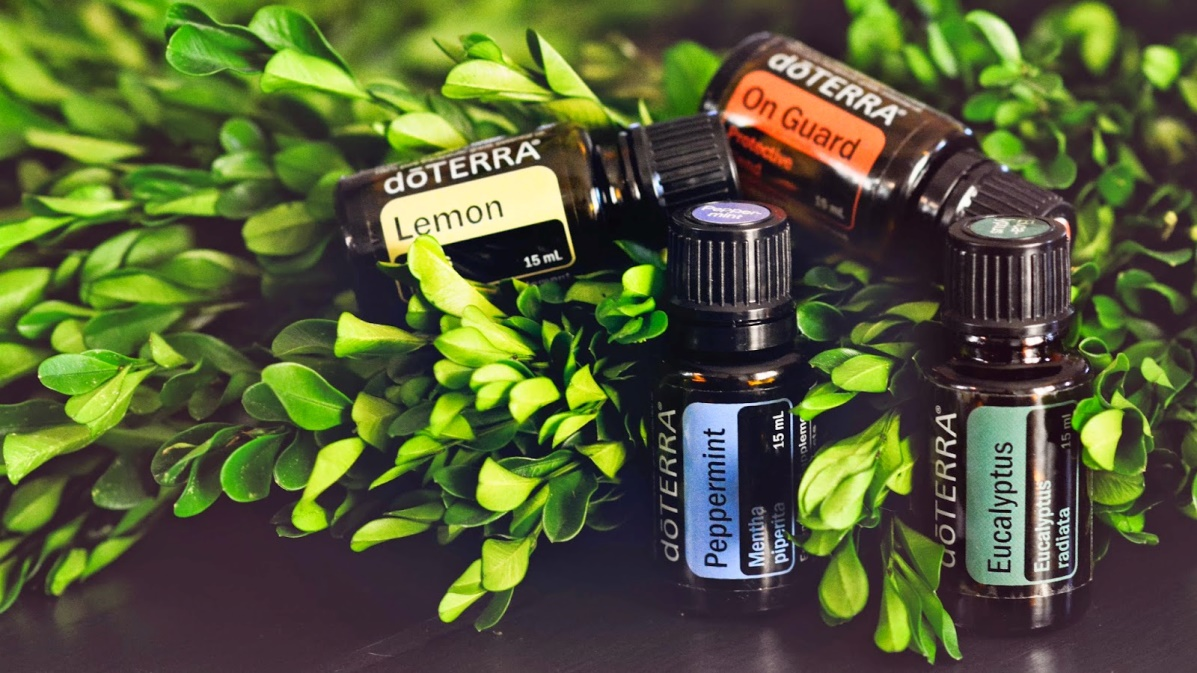 dōTERRA®
Lemon
15 mL
dōTERRA®
On Guard
Protective
15 mL
Pepper
mint
dōTERRA®
Peppermint
Mentha
piperita
15 mL
dōTERRA®
Eucalyptus
Eucalyptus
radiata
15 ml